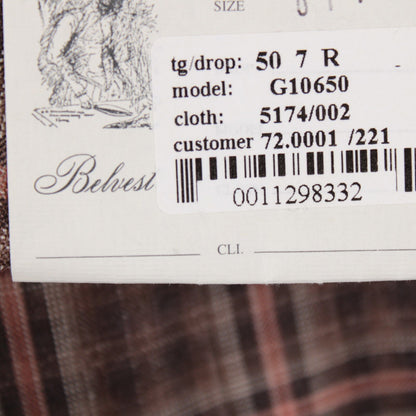 SIZE
tg/drop: 50 7 R
model: G10650
cloth: 5174/002
customer 72.0001 /221
Belvest
0011298332
CLI.